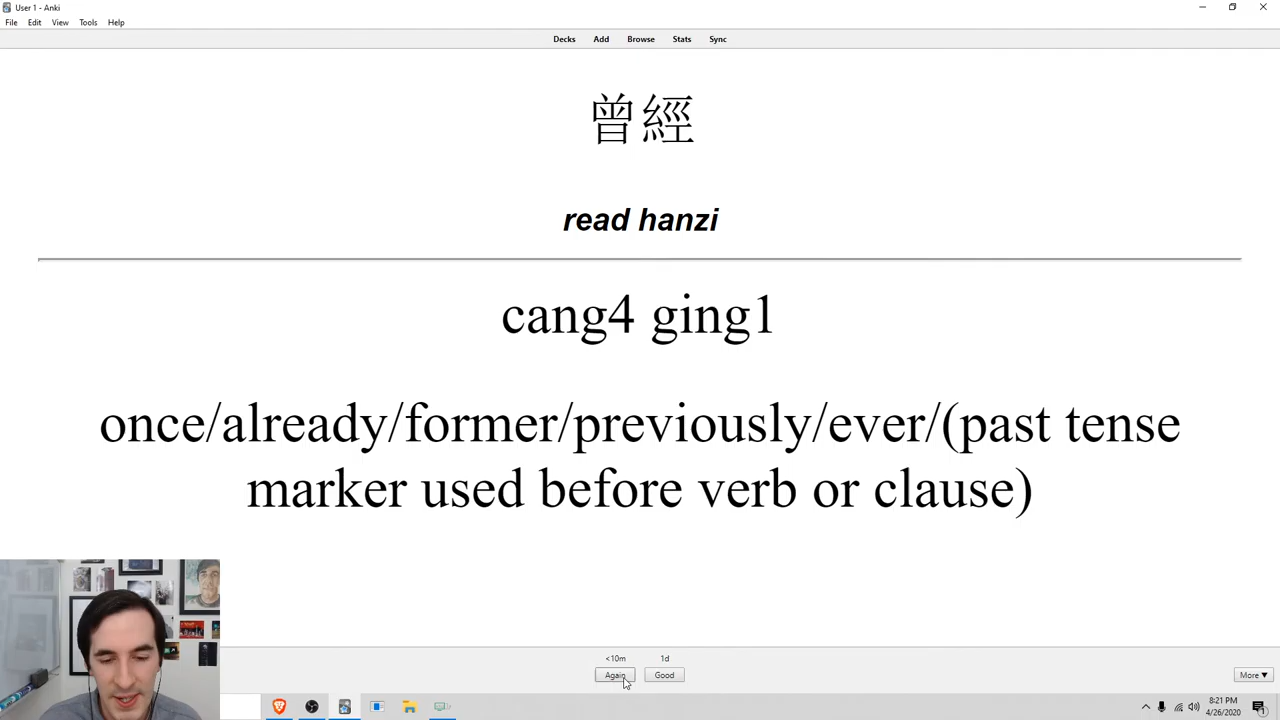 User 1 - Anki
File Edit View Tools Help
Decks Add Browse Stats Sync
曾經
read hanzi
cang4 ging1
once/already/former/previously/ever/(past tense
marker used before verb or clause)
<10m 1d
Again Good
More ▼
8:21 PM
4/26/2020